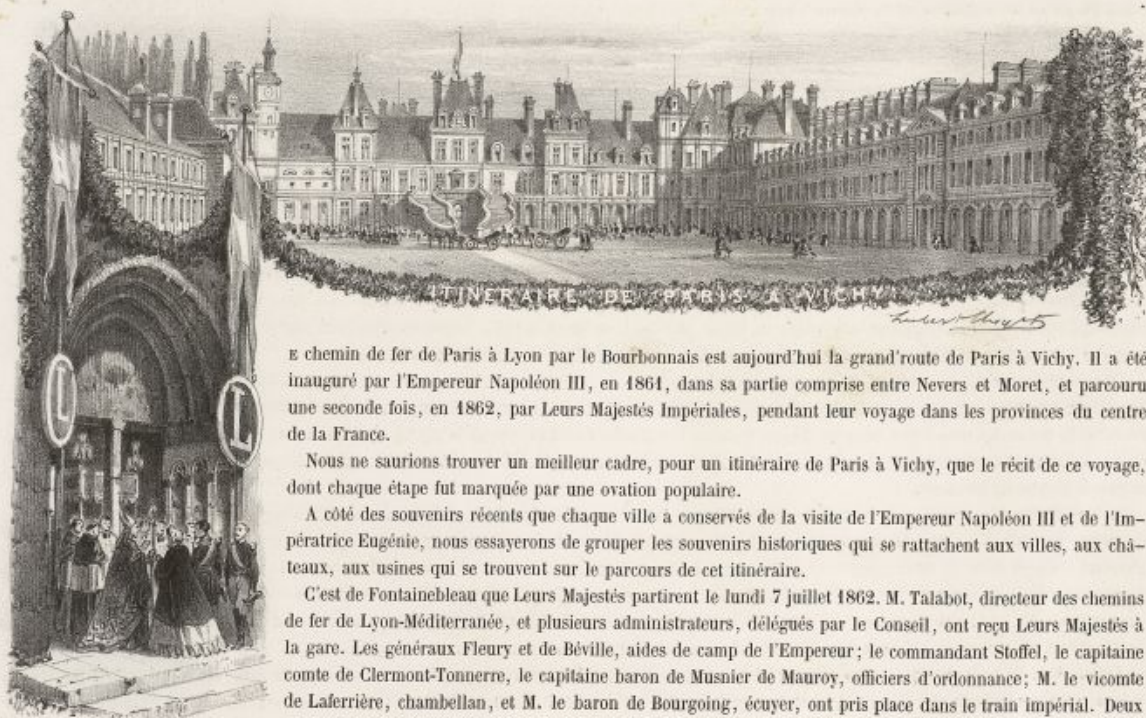 ITINÉRAIRE DE PARIS A VICHY
L
L
E chemin de fer de Paris à Lyon par le Bourbonnais est aujourd'hui la grand'route de Paris à Vichy. Il a été
inauguré par l'Empereur Napoléon III, en 1861, dans sa partie comprise entre Nevers et Moret, et parcouru
une seconde fois, en 1862, par Leurs Majestés Impériales, pendant leur voyage dans les provinces du centre
de la France.
Nous ne saurions trouver un meilleur cadre, pour un itinéraire de Paris à Vichy, que le récit de ce voyage,
dont chaque étape fut marquée par une ovation populaire.
A côté des souvenirs récents que chaque ville a conservés de la visite de l'Empereur Napoléon III et de l'Im-
pératrice Eugénie, nous essayerons de grouper les souvenirs historiques qui se rattachent aux villes, aux châ-
teaux, aux usines qui se trouvent sur le parcours de cet itinéraire.
C'est de Fontainebleau que Leurs Majestés partirent le lundi 7 juillet 1862. M. Talabot, directeur des chemins
de fer de Lyon-Méditerranée, et plusieurs administrateurs, délégués par le Conseil, ont reçu Leurs Majestés à
la gare. Les généraux Fleury et de Béville, aides de camp de l'Empereur; le commandant Stoffel, le capitaine
comte de Clermont-Tonnerre, le capitaine baron de Musnier de Mauroy, officiers d'ordonnance; M. le vicomte
de Laferrière, chambellan, et M. le baron de Bourgoing, écuyer, ont pris place dans le train impérial. Deux